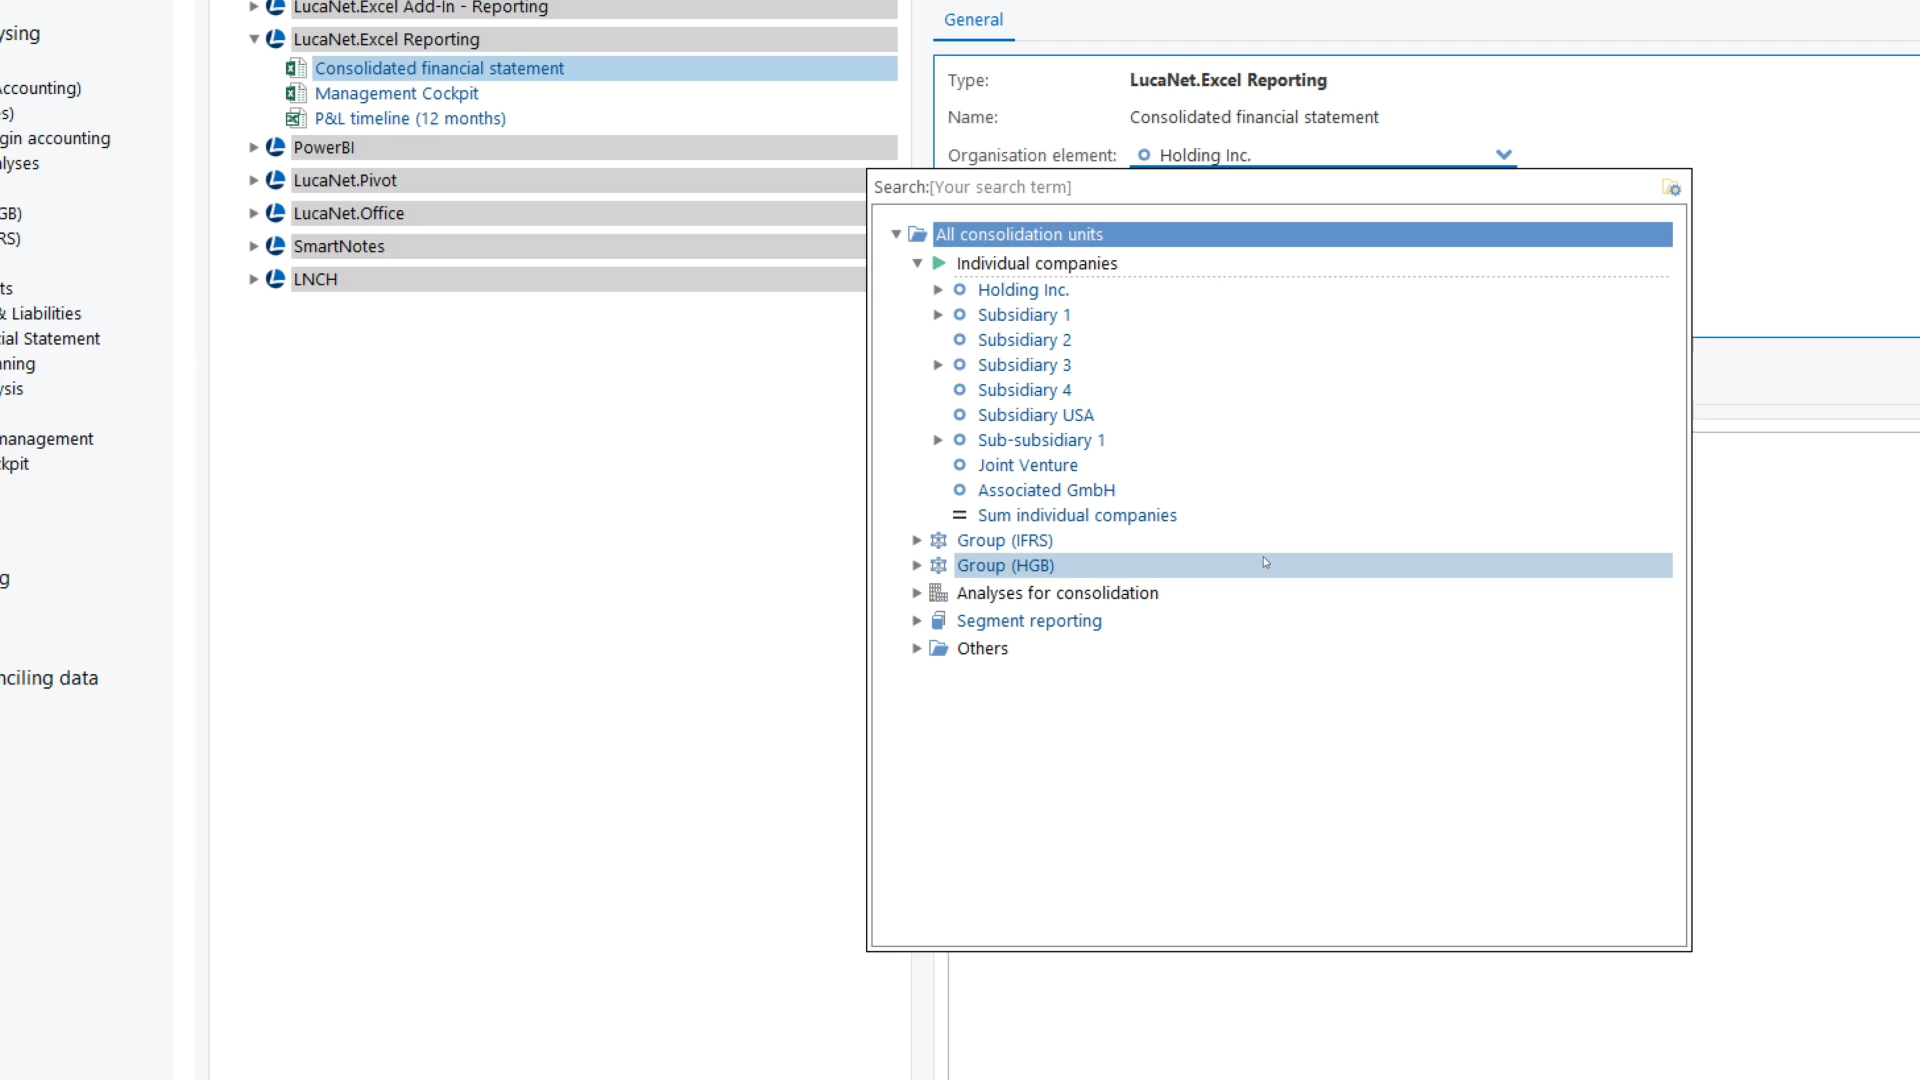 ysing
ccounting)
s)
gin accounting
lyses
GB)
RS)
ts
& Liabilities
ial Statement
nning
ysis
management
kpit
g
nciling data
LucaNet.Excel Add-In - Reporting
LucaNet.Excel Reporting
Consolidated financial statement
Management Cockpit
P&L timeline (12 months)
PowerBI
LucaNet.Pivot
LucaNet.Office
SmartNotes
LNCH
General
Type: LucaNet.Excel Reporting
Name: Consolidated financial statement
Organisation element: Holding Inc.
Search:[Your search term]
All consolidation units
Individual companies
Holding Inc.
Subsidiary 1
Subsidiary 2
Subsidiary 3
Subsidiary 4
Subsidiary USA
Sub-subsidiary 1
Joint Venture
Associated GmbH
Sum individual companies
Group (IFRS)
Group (HGB)
Analyses for consolidation
Segment reporting
Others